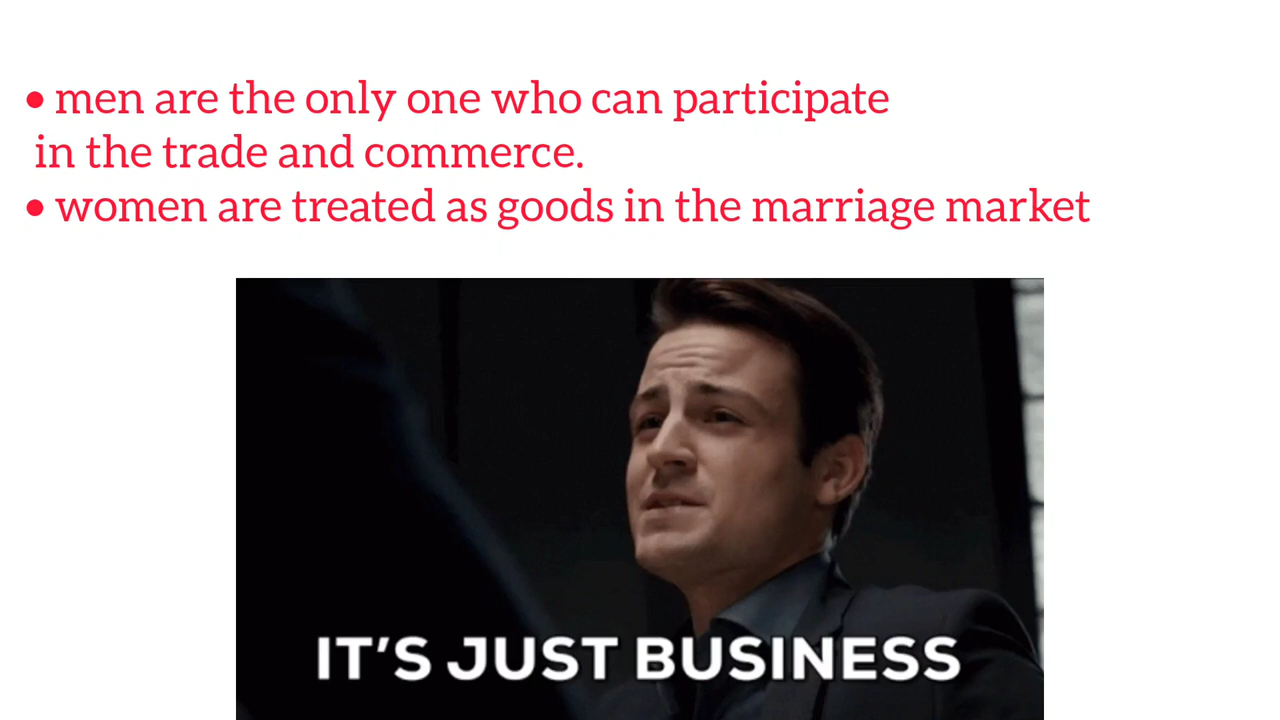 • men are the only one who can participate
in the trade and commerce.
• women are treated as goods in the marriage market
IT'S JUST BUSINESS